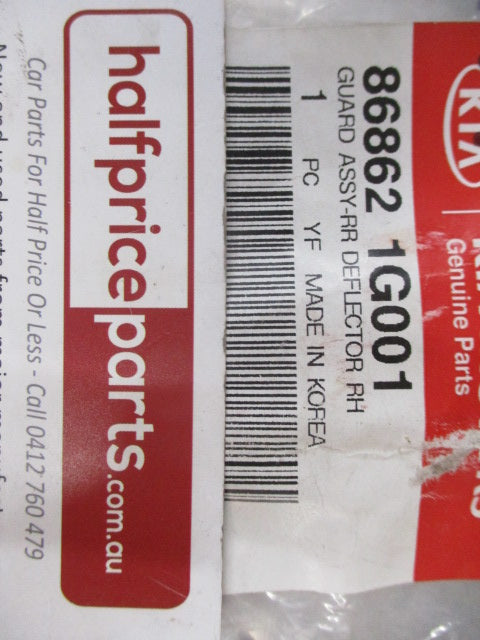 KIA
Genuine Parts
86862 1G001
GUARD ASSY-RR DEFLECTOR, RH
1 PC YF MADE IN KOREA
halfpriceparts.com.au
Car Parts For Half Price Or Less - Call 0412 760 479